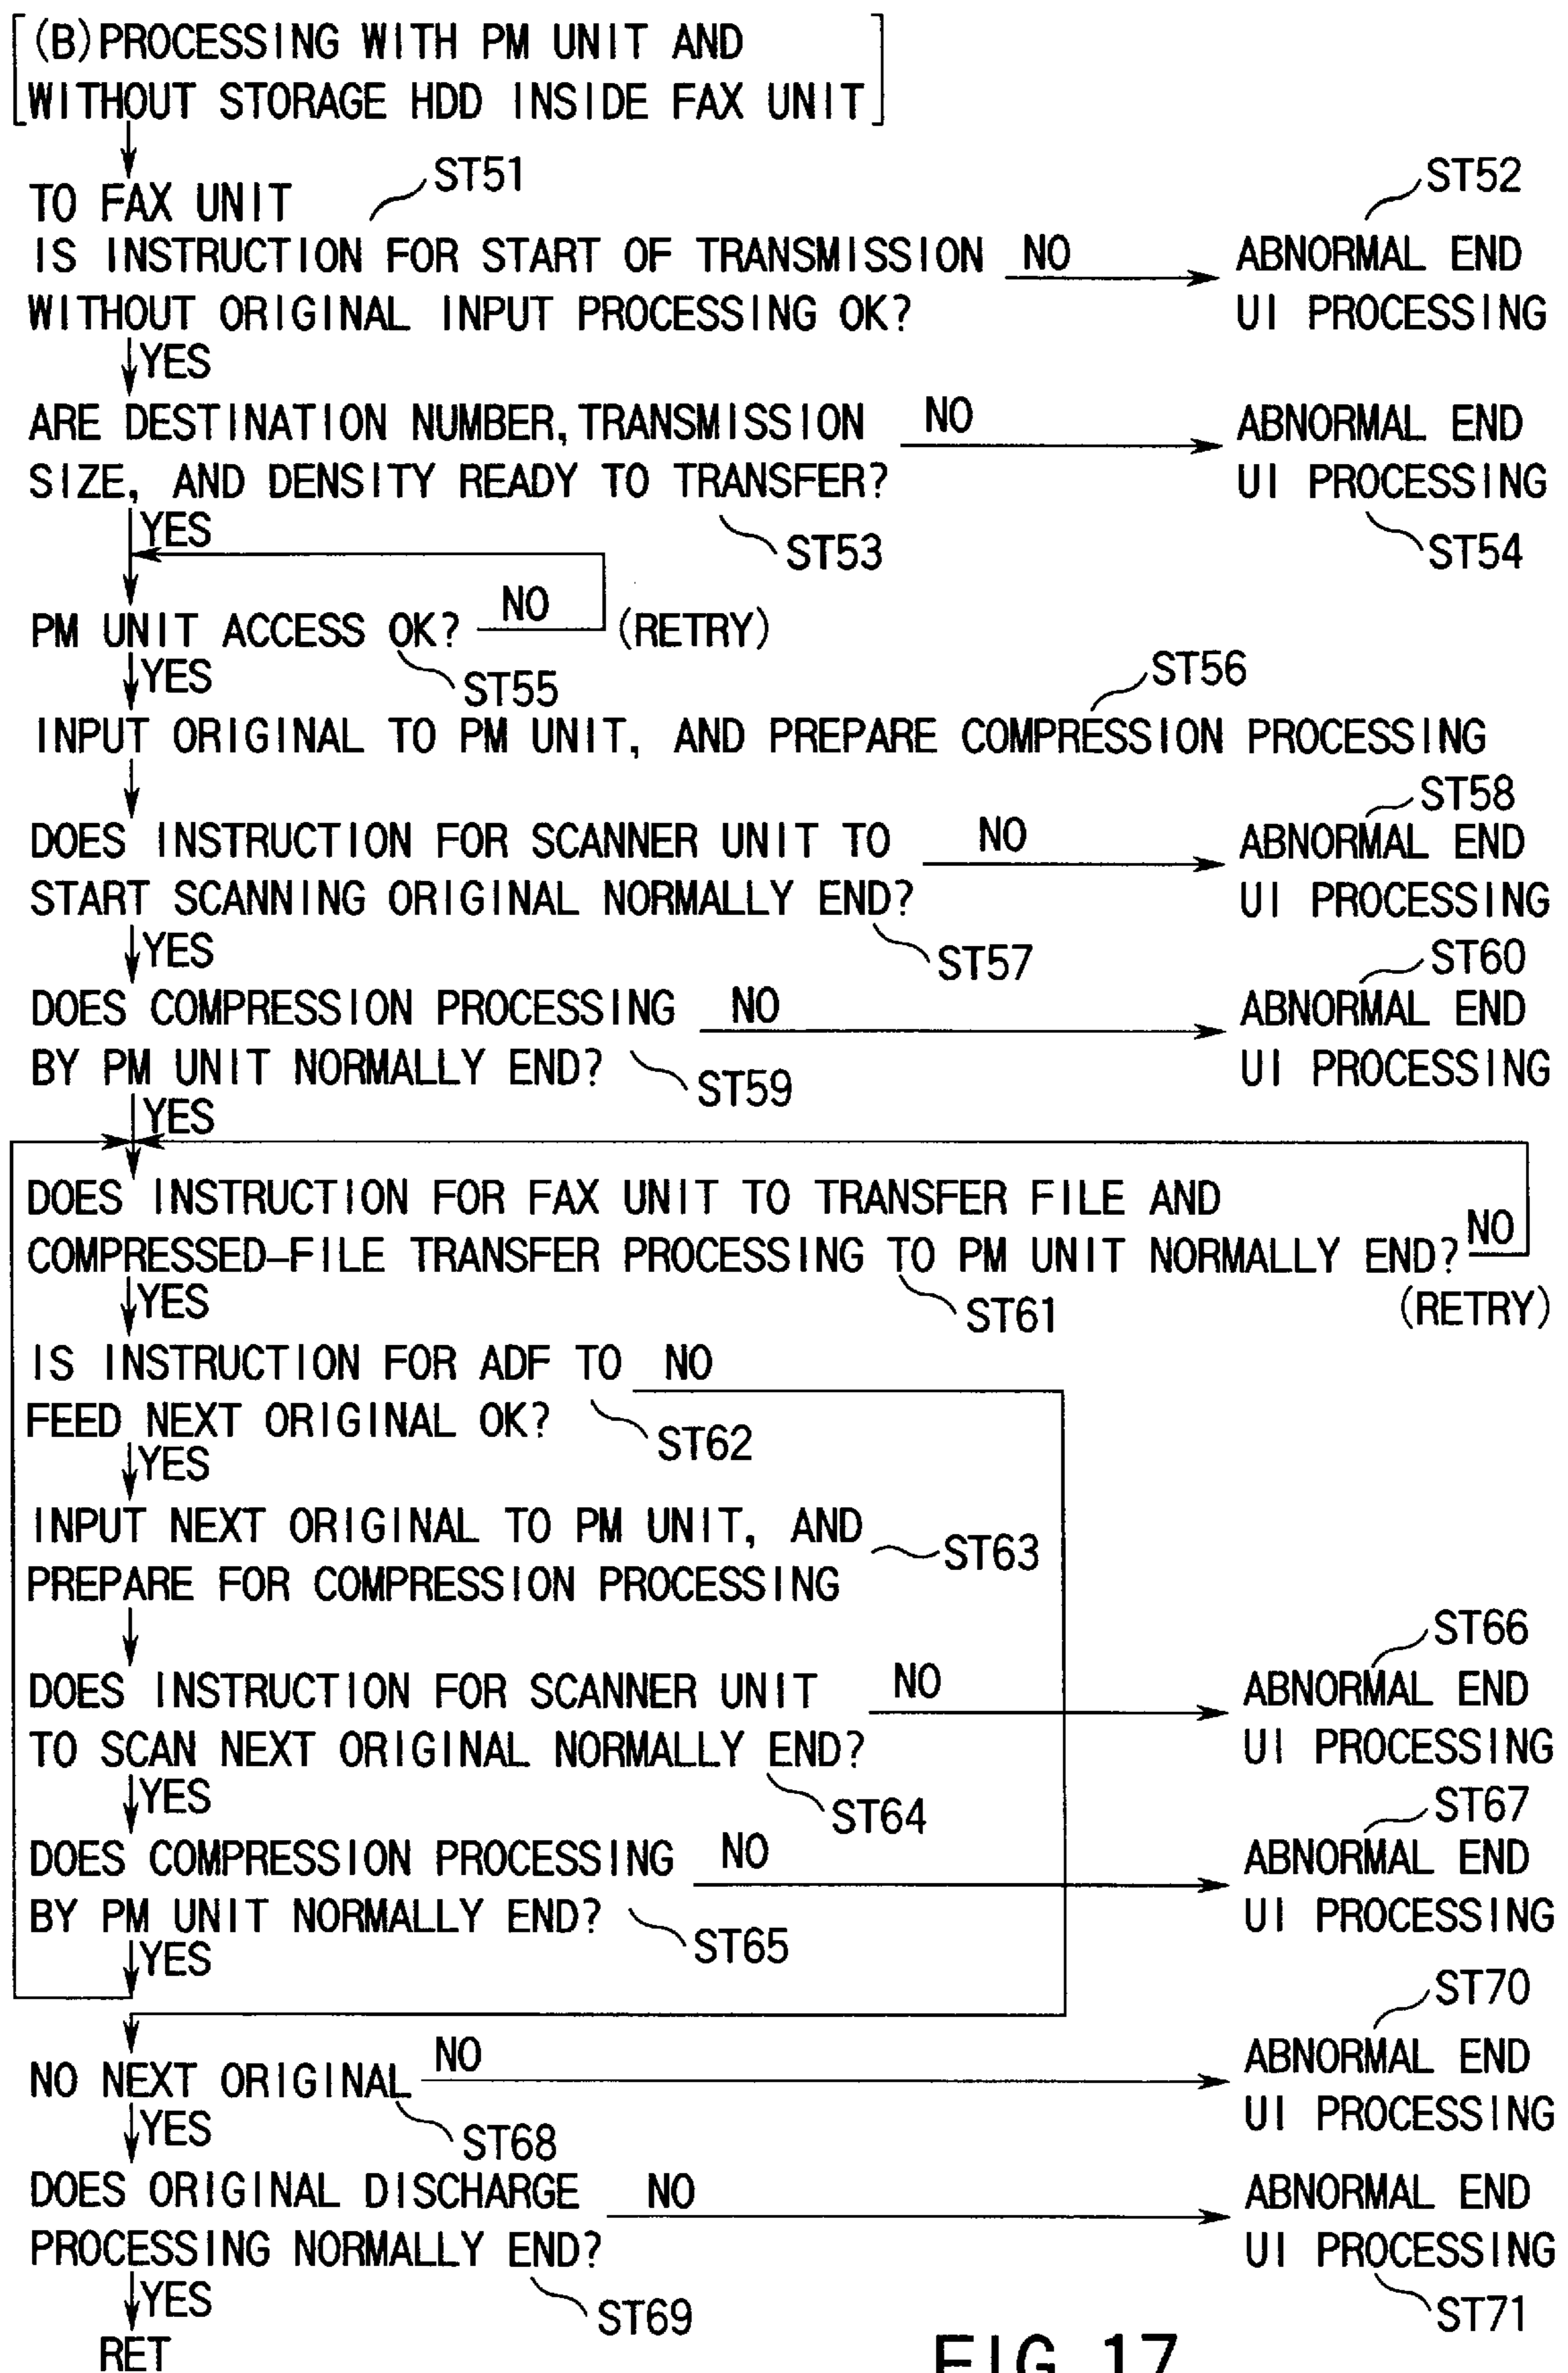 (B)PROCESSING WITH PM UNIT AND
WITHOUT STORAGE HDD INSIDE FAX UNIT
ST51
ST52
TO FAX UNIT
IS INSTRUCTION FOR START OF TRANSMISSION NO ABNORMAL END
WITHOUT ORIGINAL INPUT PROCESSING OK? UI PROCESSING
YES
ARE DESTINATION NUMBER, TRANSMISSION NO ABNORMAL END
SIZE, AND DENSITY READY TO TRANSFER? UI PROCESSING
YES
ST53
ST54
PM UNIT ACCESS OK? NO (RETRY)
YES
ST55
ST56
INPUT ORIGINAL TO PM UNIT, AND PREPARE COMPRESSION PROCESSING
ST58
DOES INSTRUCTION FOR SCANNER UNIT TO NO ABNORMAL END
START SCANNING ORIGINAL NORMALLY END? UI PROCESSING
YES
ST57
ST60
DOES COMPRESSION PROCESSING NO ABNORMAL END
BY PM UNIT NORMALLY END? UI PROCESSING
ST59
YES
DOES INSTRUCTION FOR FAX UNIT TO TRANSFER FILE AND
COMPRESSED-FILE TRANSFER PROCESSING TO PM UNIT NORMALLY END? NO
YES
ST61
(RETRY)
IS INSTRUCTION FOR ADF TO NO
FEED NEXT ORIGINAL OK?
ST62
YES
INPUT NEXT ORIGINAL TO PM UNIT, AND
ST63
PREPARE FOR COMPRESSION PROCESSING
ST66
DOES INSTRUCTION FOR SCANNER UNIT NO ABNORMAL END
TO SCAN NEXT ORIGINAL NORMALLY END? UI PROCESSING
YES
ST64
ST67
DOES COMPRESSION PROCESSING NO ABNORMAL END
BY PM UNIT NORMALLY END? UI PROCESSING
ST65
YES
ST70
NO NEXT ORIGINAL NO ABNORMAL END
UI PROCESSING
YES
ST68
DOES ORIGINAL DISCHARGE NO ABNORMAL END
PROCESSING NORMALLY END? UI PROCESSING
YES
ST69
ST71
RET
FIG. 17